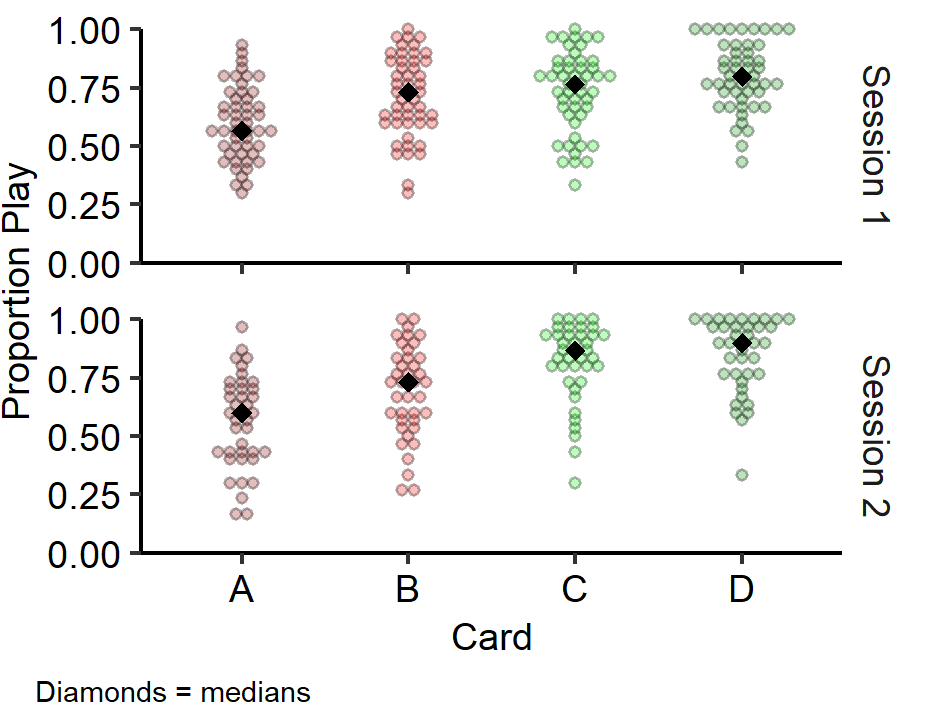 Proportion Play
1.00
0.75
0.50
0.25
0.00
Session 1
1.00
0.75
0.50
0.25
0.00
Session 2
A B C D
Card
Diamonds = medians